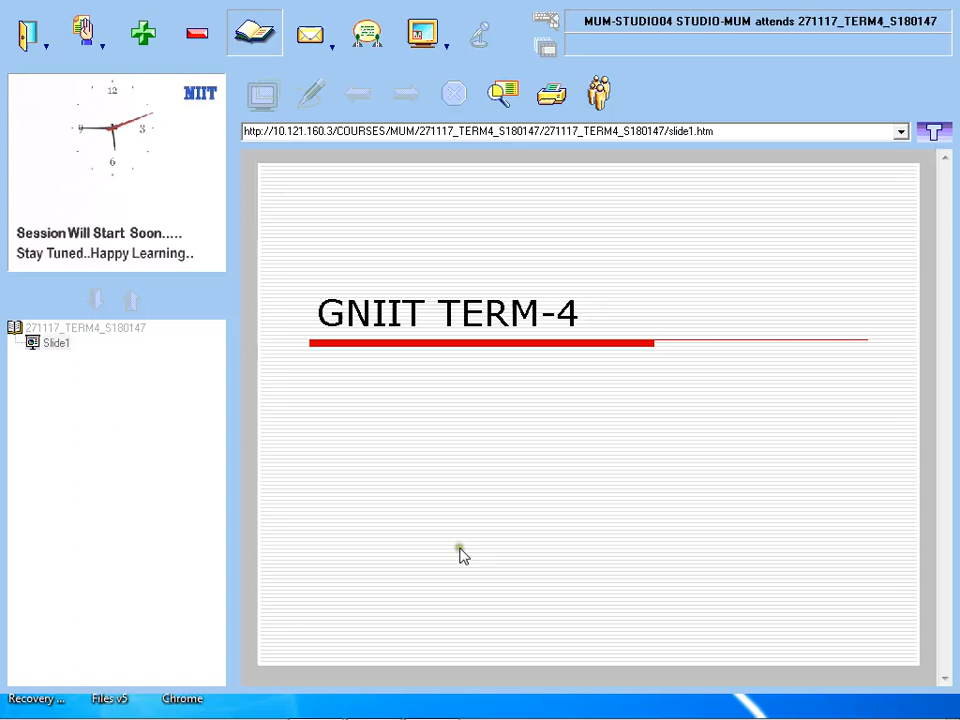 MUM-STUDIO04 STUDIO-MUM attends 271117_TERM4_S180147
12
NIIT
9
3
6
http://10.121.160.3/COURSES/MUM/271117_TERM4_S180147/271117_TERM4_S180147/slide1.htm
T
Session Will Start Soon.....
Stay Tuned..Happy Learning..
271117_TERM4_S180147
Slide1
GNIIT TERM-4
Recovery ...
Files v5
Chrome